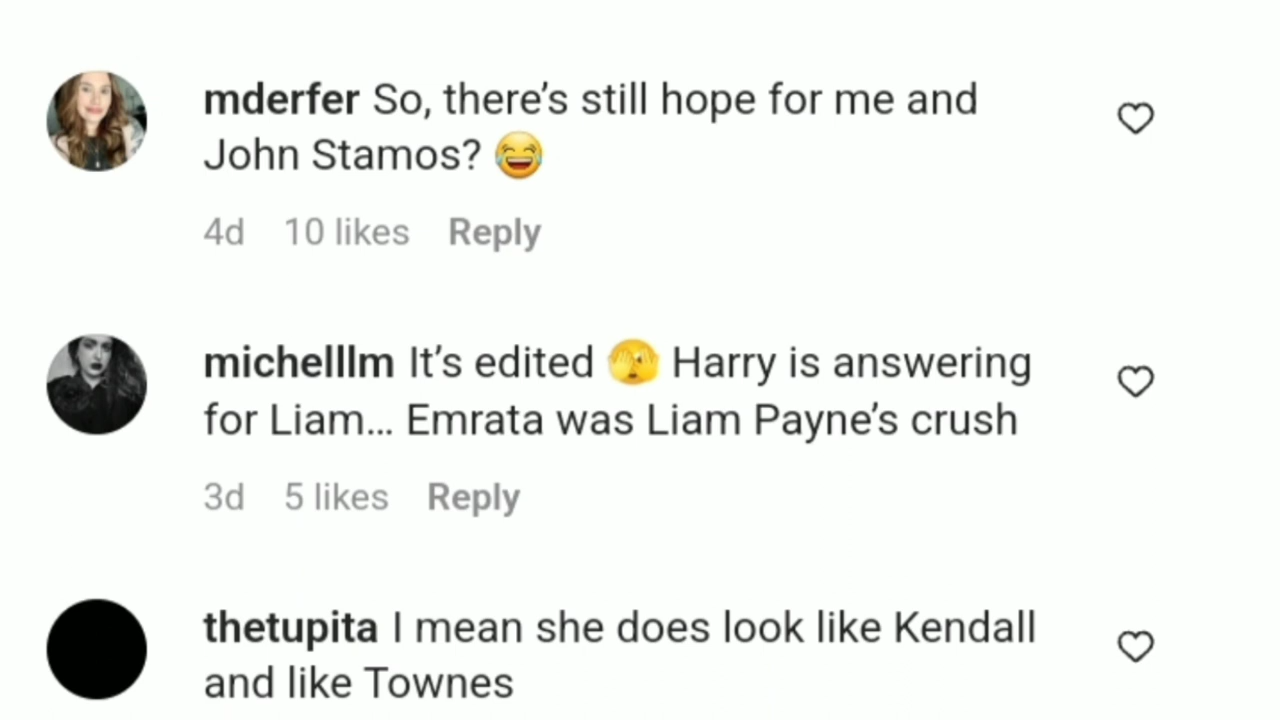 mderfer So, there’s still hope for me and
John Stamos? 😂
4d 10 likes Reply
michelllm It’s edited 🫣 Harry is answering
for Liam... Emrata was Liam Payne’s crush
3d 5 likes Reply
thetupita I mean she does look like Kendall
and like Townes